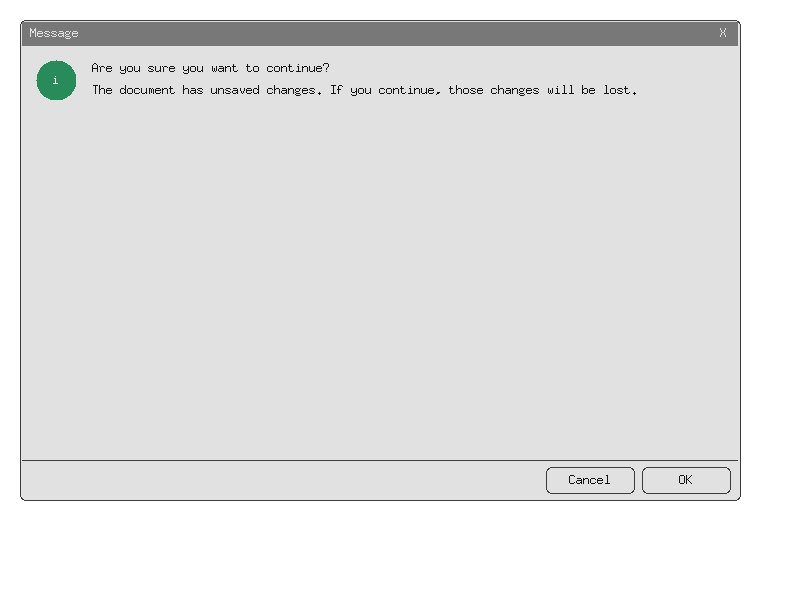 Message X
i
Are you sure you want to continue?
The document has unsaved changes. If you continue, those changes will be lost.
Cancel OK